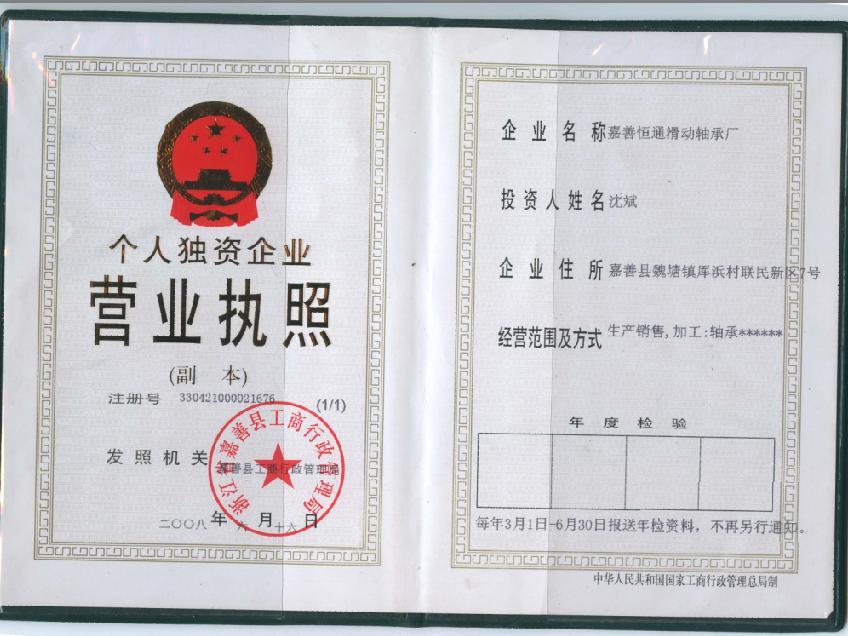 个人独资企业
营业执照
(副 本)
注册号 330421000021676 (1/1)
发照机关 嘉善县工商行政管理局
浙江省嘉善县工商行政管理局
二〇〇八年 六月 十六日
企业名称 嘉善恒通滑动轴承厂
投资人姓名 沈斌
企业住所 嘉善县魏塘镇厍浜村联民新区7号
经营范围及方式 生产销售,加工:轴承******
年度检验
每年3月1日-6月30日报送年检资料，不再另行通知。
中华人民共和国国家工商行政管理总局制